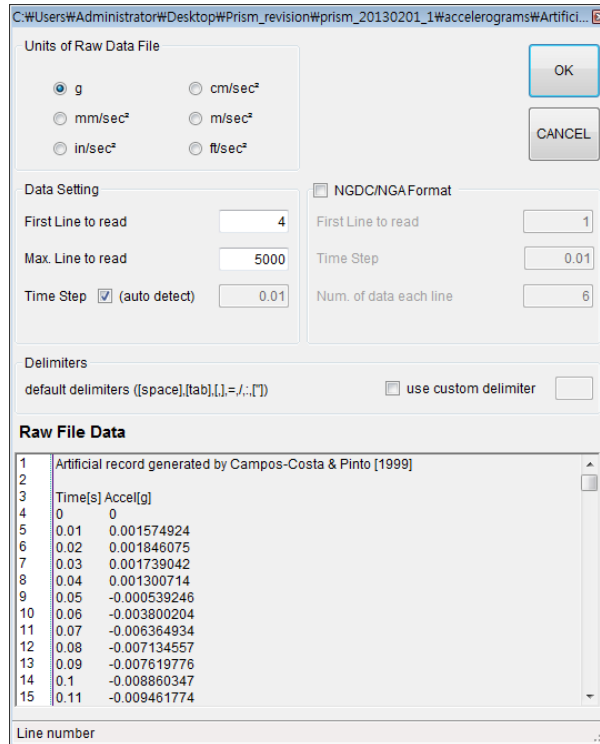 C:₩Users₩Administrator₩Desktop₩Prism_revision₩prism_20130201_1₩accelerograms₩Artifici...
Units of Raw Data File
g
cm/sec²
mm/sec²
m/sec²
in/sec²
ft/sec²
OK
CANCEL
Data Setting
First Line to read 4
Max. Line to read 5000
Time Step (auto detect) 0.01
NGDC/NGA Format
First Line to read 1
Time Step 0.01
Num. of data each line 6
Delimiters
default delimiters ([space],[tab],[,],=,/,:,["])
use custom delimiter
Raw File Data
1 Artificial record generated by Campos-Costa & Pinto [1999]
2
3 Time[s] Accel[g]
4 0 0
5 0.01 0.001574924
6 0.02 0.001846075
7 0.03 0.001739042
8 0.04 0.001300714
9 0.05 -0.000539246
10 0.06 -0.003800204
11 0.07 -0.006364934
12 0.08 -0.007134557
13 0.09 -0.007619776
14 0.1 -0.008860347
15 0.11 -0.009461774
Line number